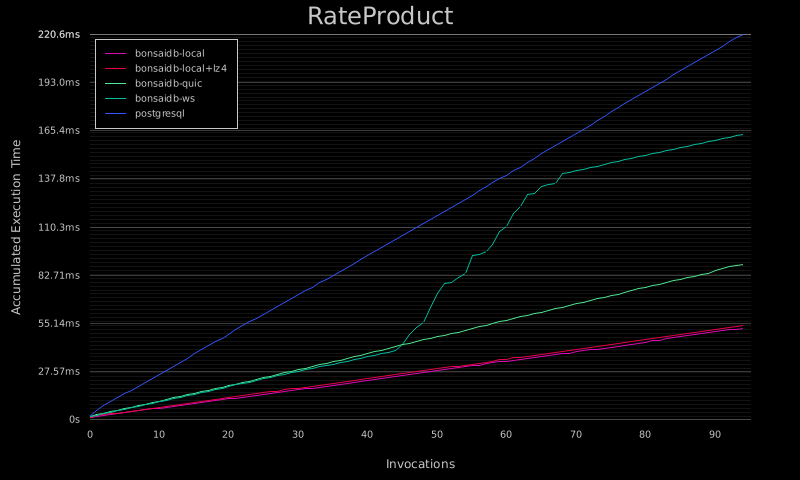 RateProduct
220.6ms
193.0ms
165.4ms
137.8ms
110.3ms
82.71ms
55.14ms
27.57ms
0s
bonsaidb-local
bonsaidb-local+lz4
bonsaidb-quic
bonsaidb-ws
postgresql
Accumulated Execution Time
0 10 20 30 40 50 60 70 80 90
Invocations